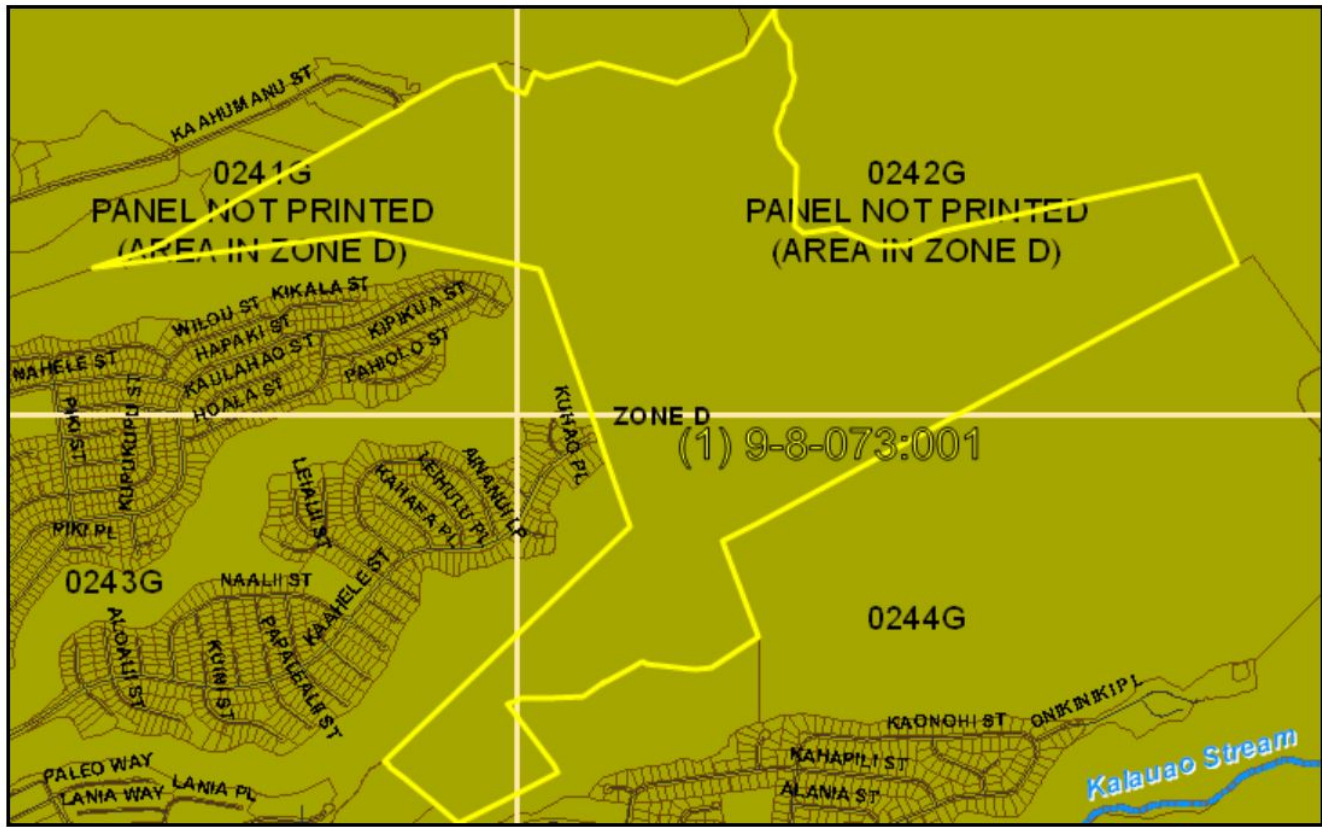 KAAHUMANU ST
0241G
PANEL NOT PRINTED
(AREA IN ZONE D)
0242G
PANEL NOT PRINTED
(AREA IN ZONE D)
WILOU ST
KIKALA ST
HAPAKI ST
KIPIKUA ST
NAHELE ST
KAULAHAO ST
PAHIOLO ST
HOALA ST
PIKI ST
KUPUKUPU ST
KUHAO PL
ZONE D
(1) 9-8-073:001
LEIALII ST
KAHAPA PL
LEIHULU PL
AINANUI LP
PIKI PL
0243G
NAALII ST
KAAHELE ST
ALOALII ST
KUINI ST
PAPALEALII ST
0244G
KAONOHI ST
ONIKINIKI PL
KAHAPILI ST
ALANIA ST
Kalauao Stream
PALEO WAY
LANIA WAY
LANIA PL